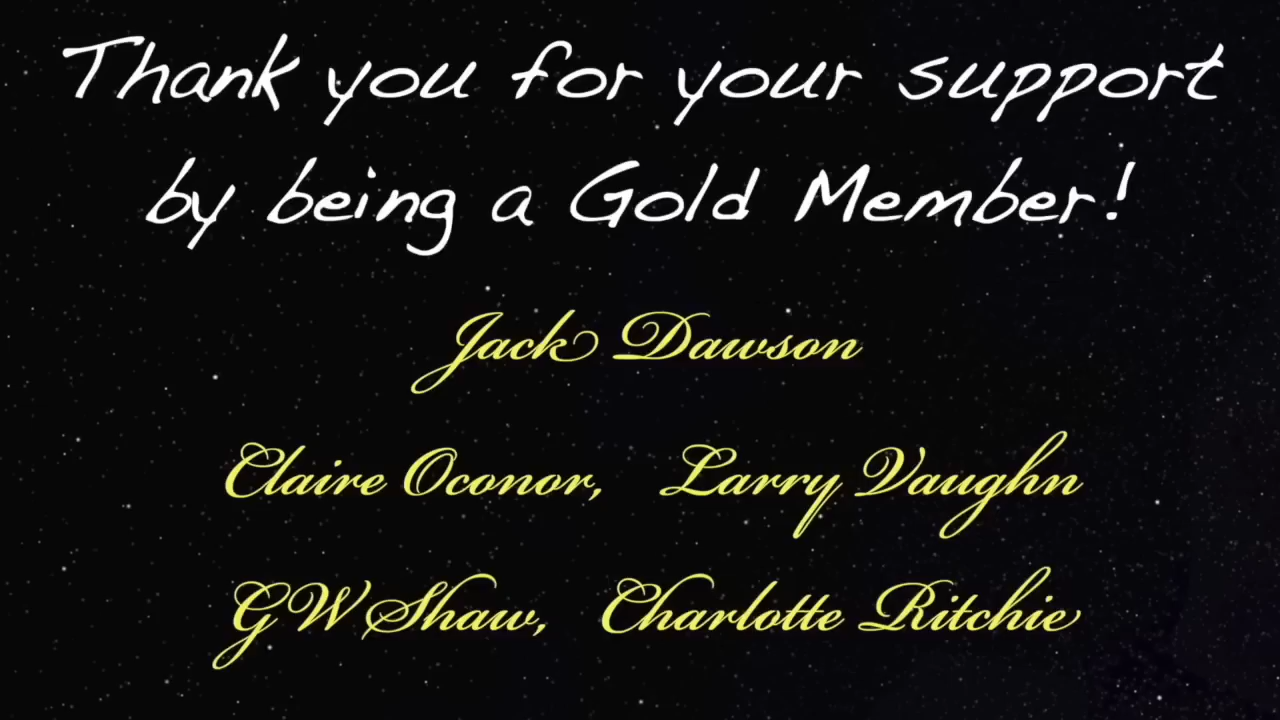 Thank you for your support
by being a Gold Member!
Jack Dawson
Claire Oconor, Larry Vaughn
GW Shaw, Charlotte Ritchie